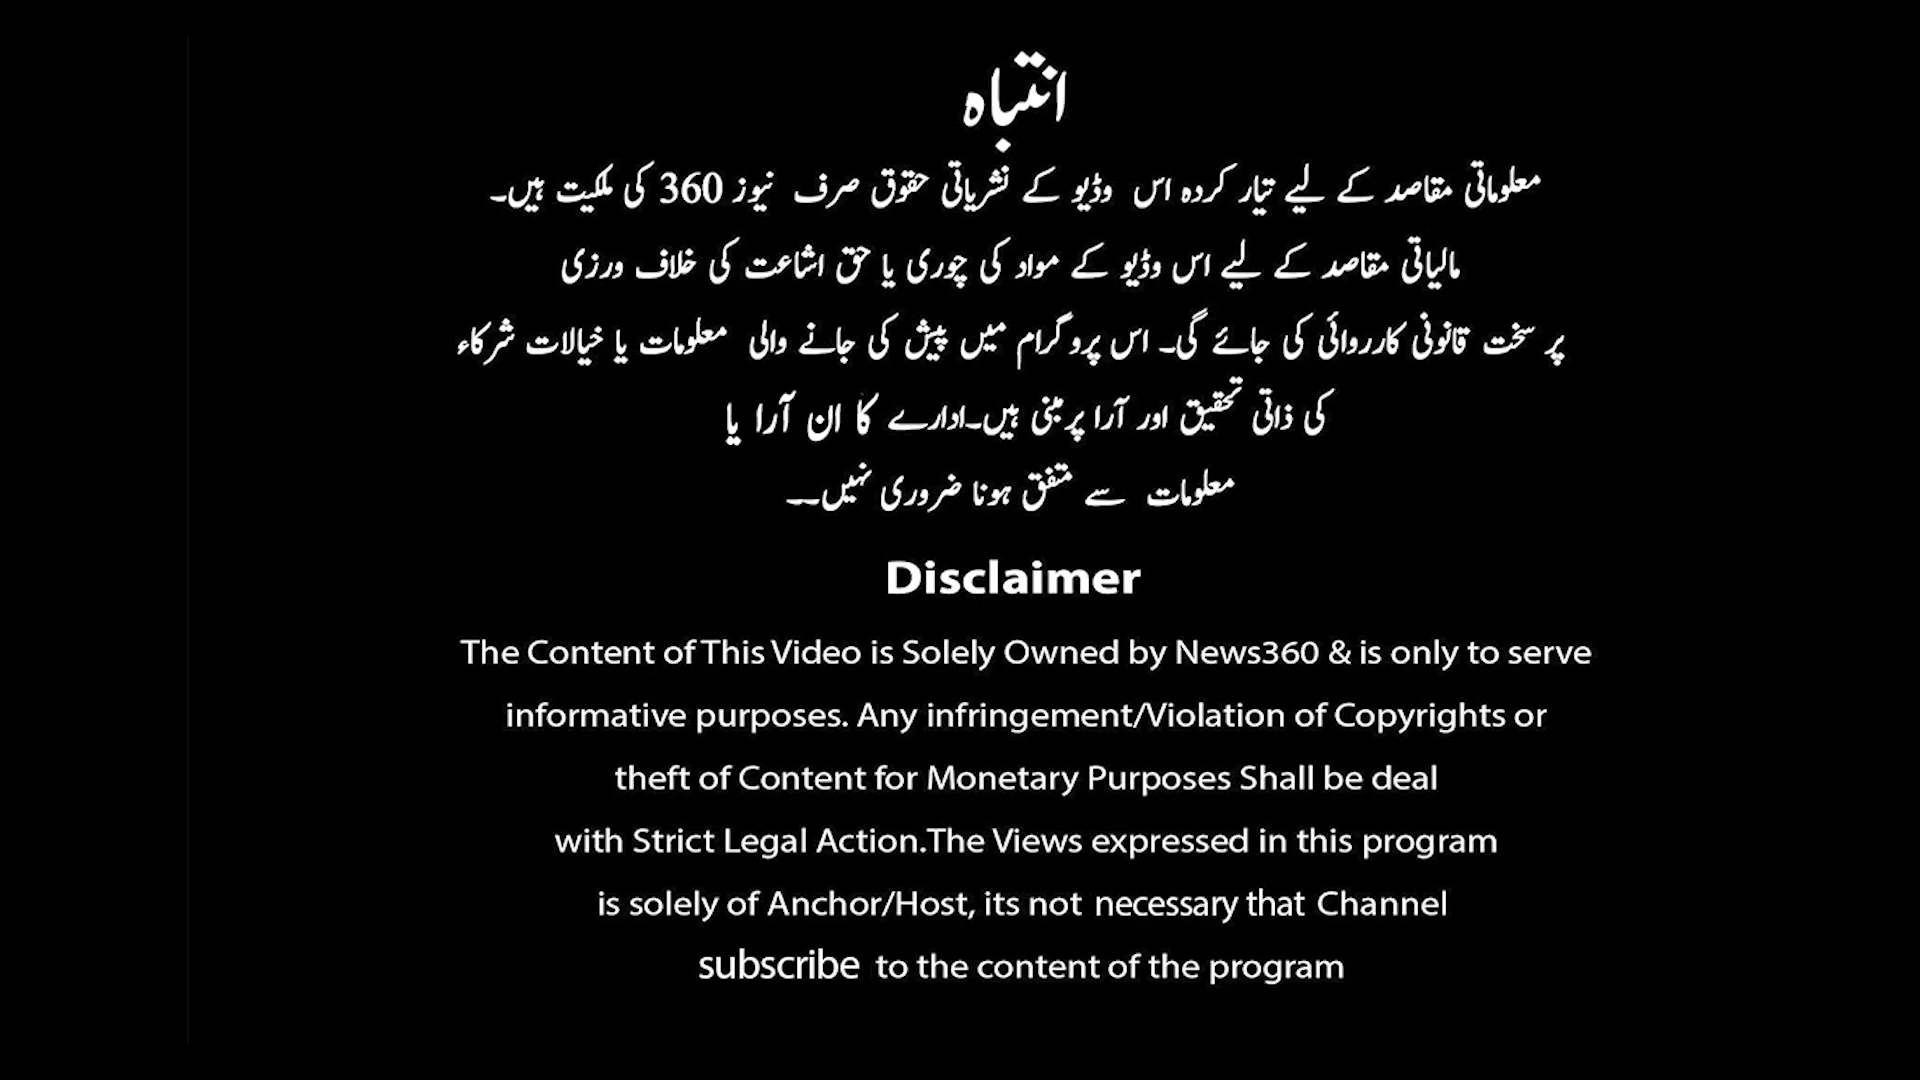 انتباہ
معلوماتی مقاصد کے لیے تیار کردہ اس وڈیو کے نشریاتی حقوق صرف نیوز 360 کی ملکیت ہیں۔
مالیاتی مقاصد کے لیے اس وڈیو کے مواد کی چوری یا حق اشاعت کی خلاف ورزی
پر سخت قانونی کارروائی کی جائے گی۔ اس پروگرام میں پیش کی جانے والی معلومات یا خیالات شرکاء
کی ذاتی تحقیق اور آرا پر مبنی ہیں۔ادارے کا ان آرا یا
معلومات سے متفق ہونا ضروری نہیں۔۔
Disclaimer
The Content of This Video is Solely Owned by News360 & is only to serve
informative purposes. Any infringement/Violation of Copyrights or
theft of Content for Monetary Purposes Shall be deal
with Strict Legal Action.The Views expressed in this program
is solely of Anchor/Host, its not necessary that Channel
subscribe to the content of the program